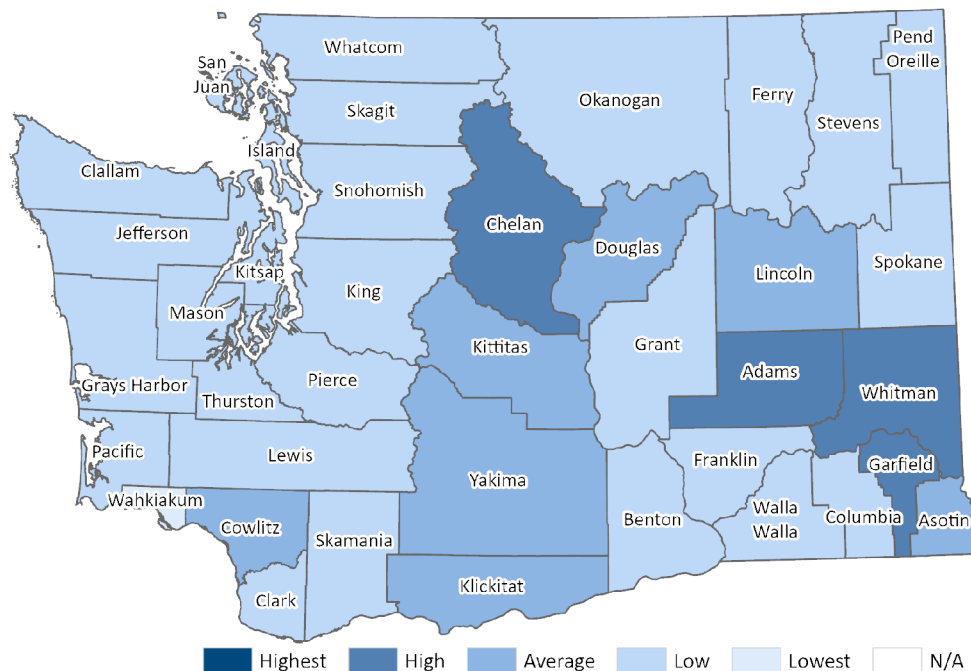 Whatcom
San
Juan
Skagit
Island
Clallam
Snohomish
Jefferson
Kitsap
King
Mason
Grays Harbor
Thurston
Pierce
Pacific
Lewis
Wahkiakum
Cowlitz
Skamania
Clark
Okanogan
Ferry
Stevens
Pend
Oreille
Chelan
Douglas
Lincoln
Spokane
Kittitas
Grant
Adams
Whitman
Yakima
Franklin
Garfield
Benton
Walla
Walla
Columbia
Asotin
Klickitat
Highest
High
Average
Low
Lowest
N/A